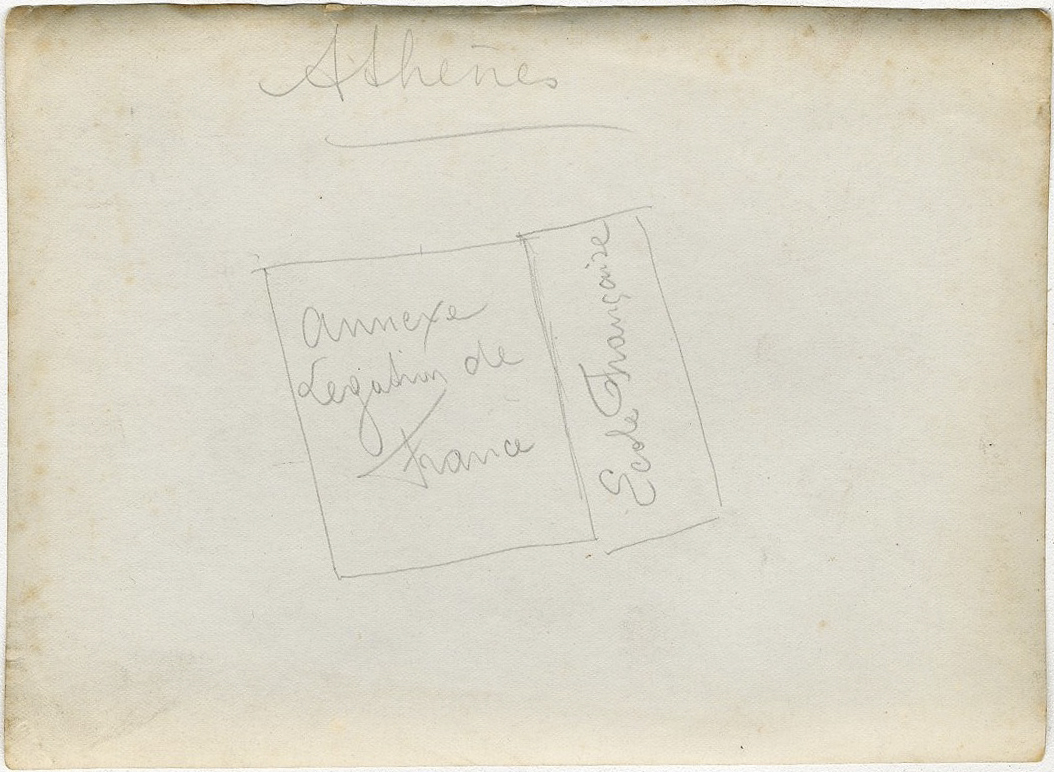 Athènes
Annexe
Légation de
France
Ecole Française